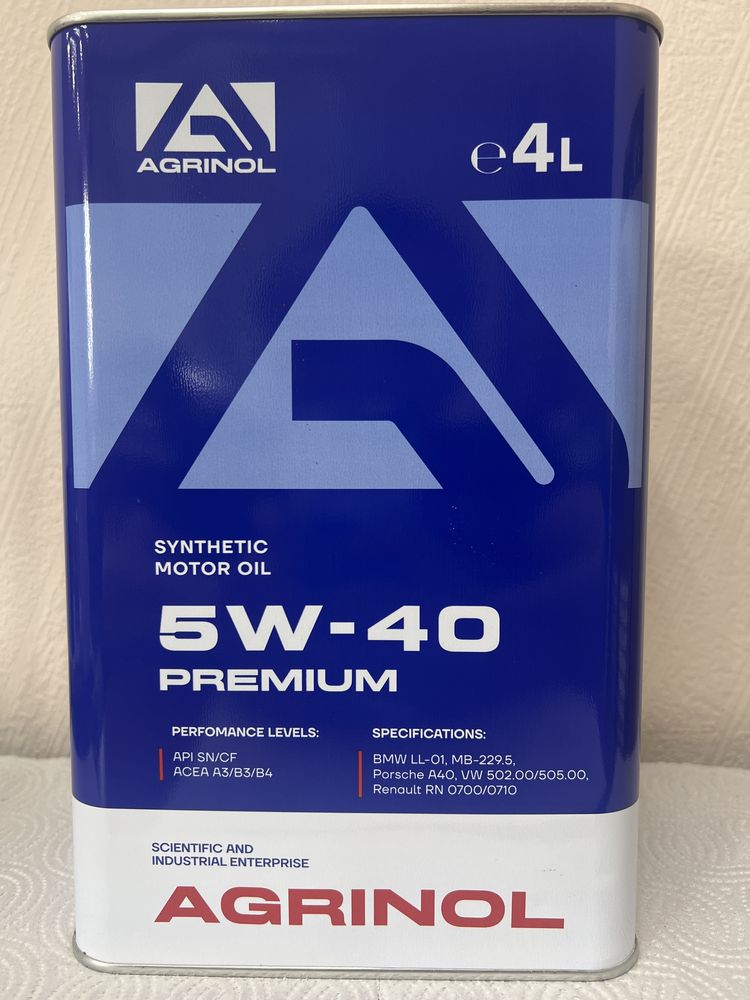 AGRINOL
℮4L
SYNTHETIC
MOTOR OIL
5W-40
PREMIUM
PERFOMANCE LEVELS:
API SN/CF
ACEA A3/B3/B4
SPECIFICATIONS:
BMW LL-01, MB-229.5,
Porsche A40, VW 502.00/505.00,
Renault RN 0700/0710
SCIENTIFIC AND
INDUSTRIAL ENTERPRISE
AGRINOL